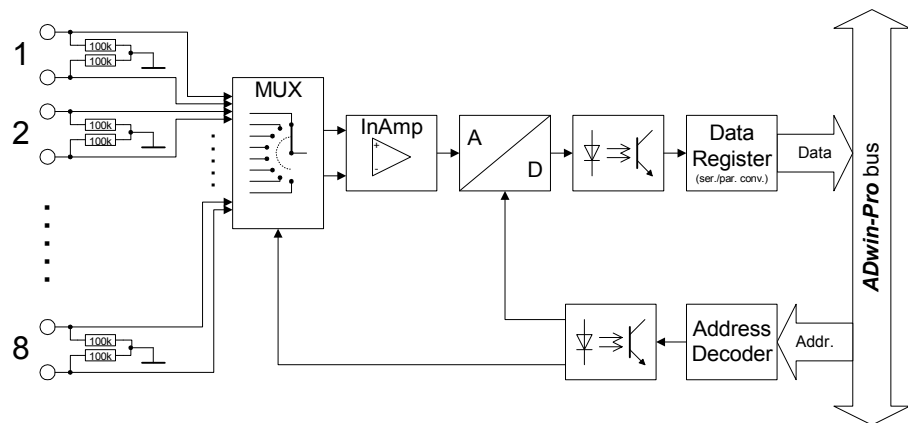 1
100k
100k
2
100k
100k
8
100k
100k
MUX
InAmp
+
-
A
D
Data
Register
(ser./par. conv.)
Data
Address
Decoder
Addr.
ADwin-Pro bus